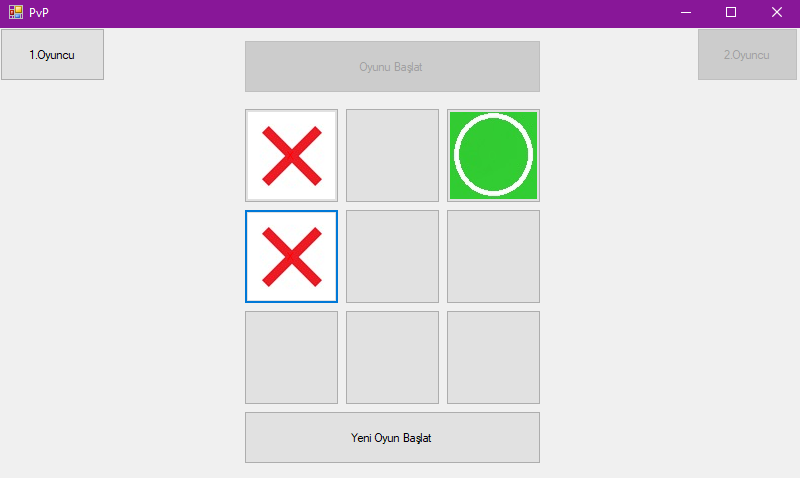 PvP
1.Oyuncu
Oyunu Başlat
2.Oyuncu
Yeni Oyun Başlat